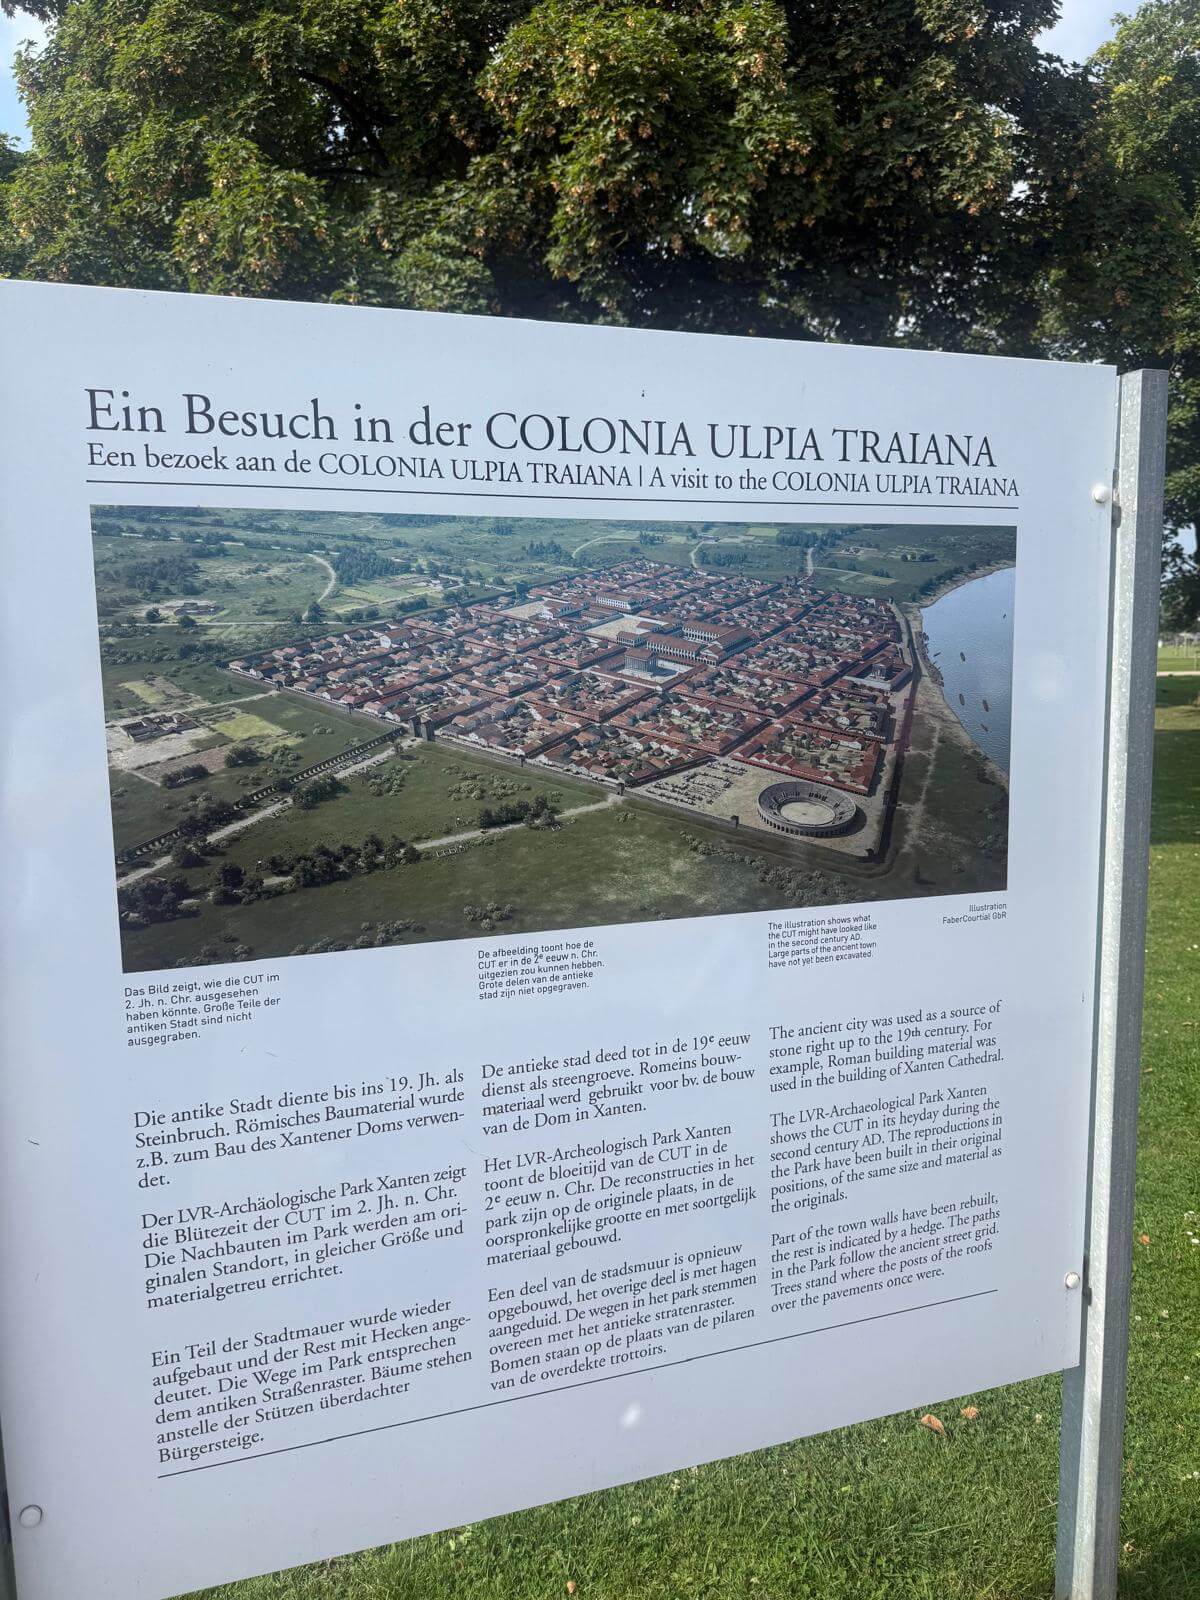 Ein Besuch in der COLONIA ULPIA TRAIANA
Een bezoek aan de COLONIA ULPIA TRAIANA | A visit to the COLONIA ULPIA TRAIANA
Das Bild zeigt, wie die CUT im
2. Jh. n. Chr. ausgesehen
haben könnte. Große Teile der
antiken Stadt sind nicht
ausgegraben.
De afbeelding toont hoe de
CUT er in de 2e eeuw n. Chr.
uitgezien zou kunnen hebben.
Grote delen van de antieke
stad zijn niet opgegraven.
The illustration shows what
the CUT might have looked like
in the second century AD.
Large parts of the ancient town
have not yet been excavated.
Illustration
FaberCourtial GbR
Die antike Stadt diente bis ins 19. Jh. als
Steinbruch. Römisches Baumaterial wurde
z.B. zum Bau des Xantener Doms verwen-
det.
Der LVR-Archäologische Park Xanten zeigt
die Blütezeit der CUT im 2. Jh. n. Chr.
Die Nachbauten im Park werden am ori-
ginalen Standort, in gleicher Größe und
materialgetreu errichtet.
Ein Teil der Stadtmauer wurde wieder
aufgebaut und der Rest mit Hecken ange-
deutet. Die Wege im Park entsprechen
dem antiken Straßenraster. Bäume stehen
anstelle der Stützen überdachter
Bürgersteige.
De antieke stad deed tot in de 19e eeuw
dienst als steengroeve. Romeins bouw-
materiaal werd gebruikt voor bv. de bouw
van de Dom in Xanten.
Het LVR-Archeologisch Park Xanten
toont de bloeitijd van de CUT in de
2e eeuw n. Chr. De reconstructies in het
park zijn op de originele plaats, in de
oorspronkelijke grootte en met soortgelijk
materiaal gebouwd.
Een deel van de stadsmuur is opnieuw
opgebouwd, het overige deel is met hagen
aangeduid. De wegen in het park stemmen
overeen met het antieke stratenraster.
Bomen staan op de plaats van de pilaren
van de overdekte trottoirs.
The ancient city was used as a source of
stone right up to the 19th century. For
example, Roman building material was
used in the building of Xanten Cathedral.
The LVR-Archaeological Park Xanten
shows the CUT in its heyday during the
second century AD. The reproductions in
the Park have been built in their original
positions, of the same size and material as
the originals.
Part of the town walls have been rebuilt,
the rest is indicated by a hedge. The paths
in the Park follow the ancient street grid.
Trees stand where the posts of the roofs
over the pavements once were.